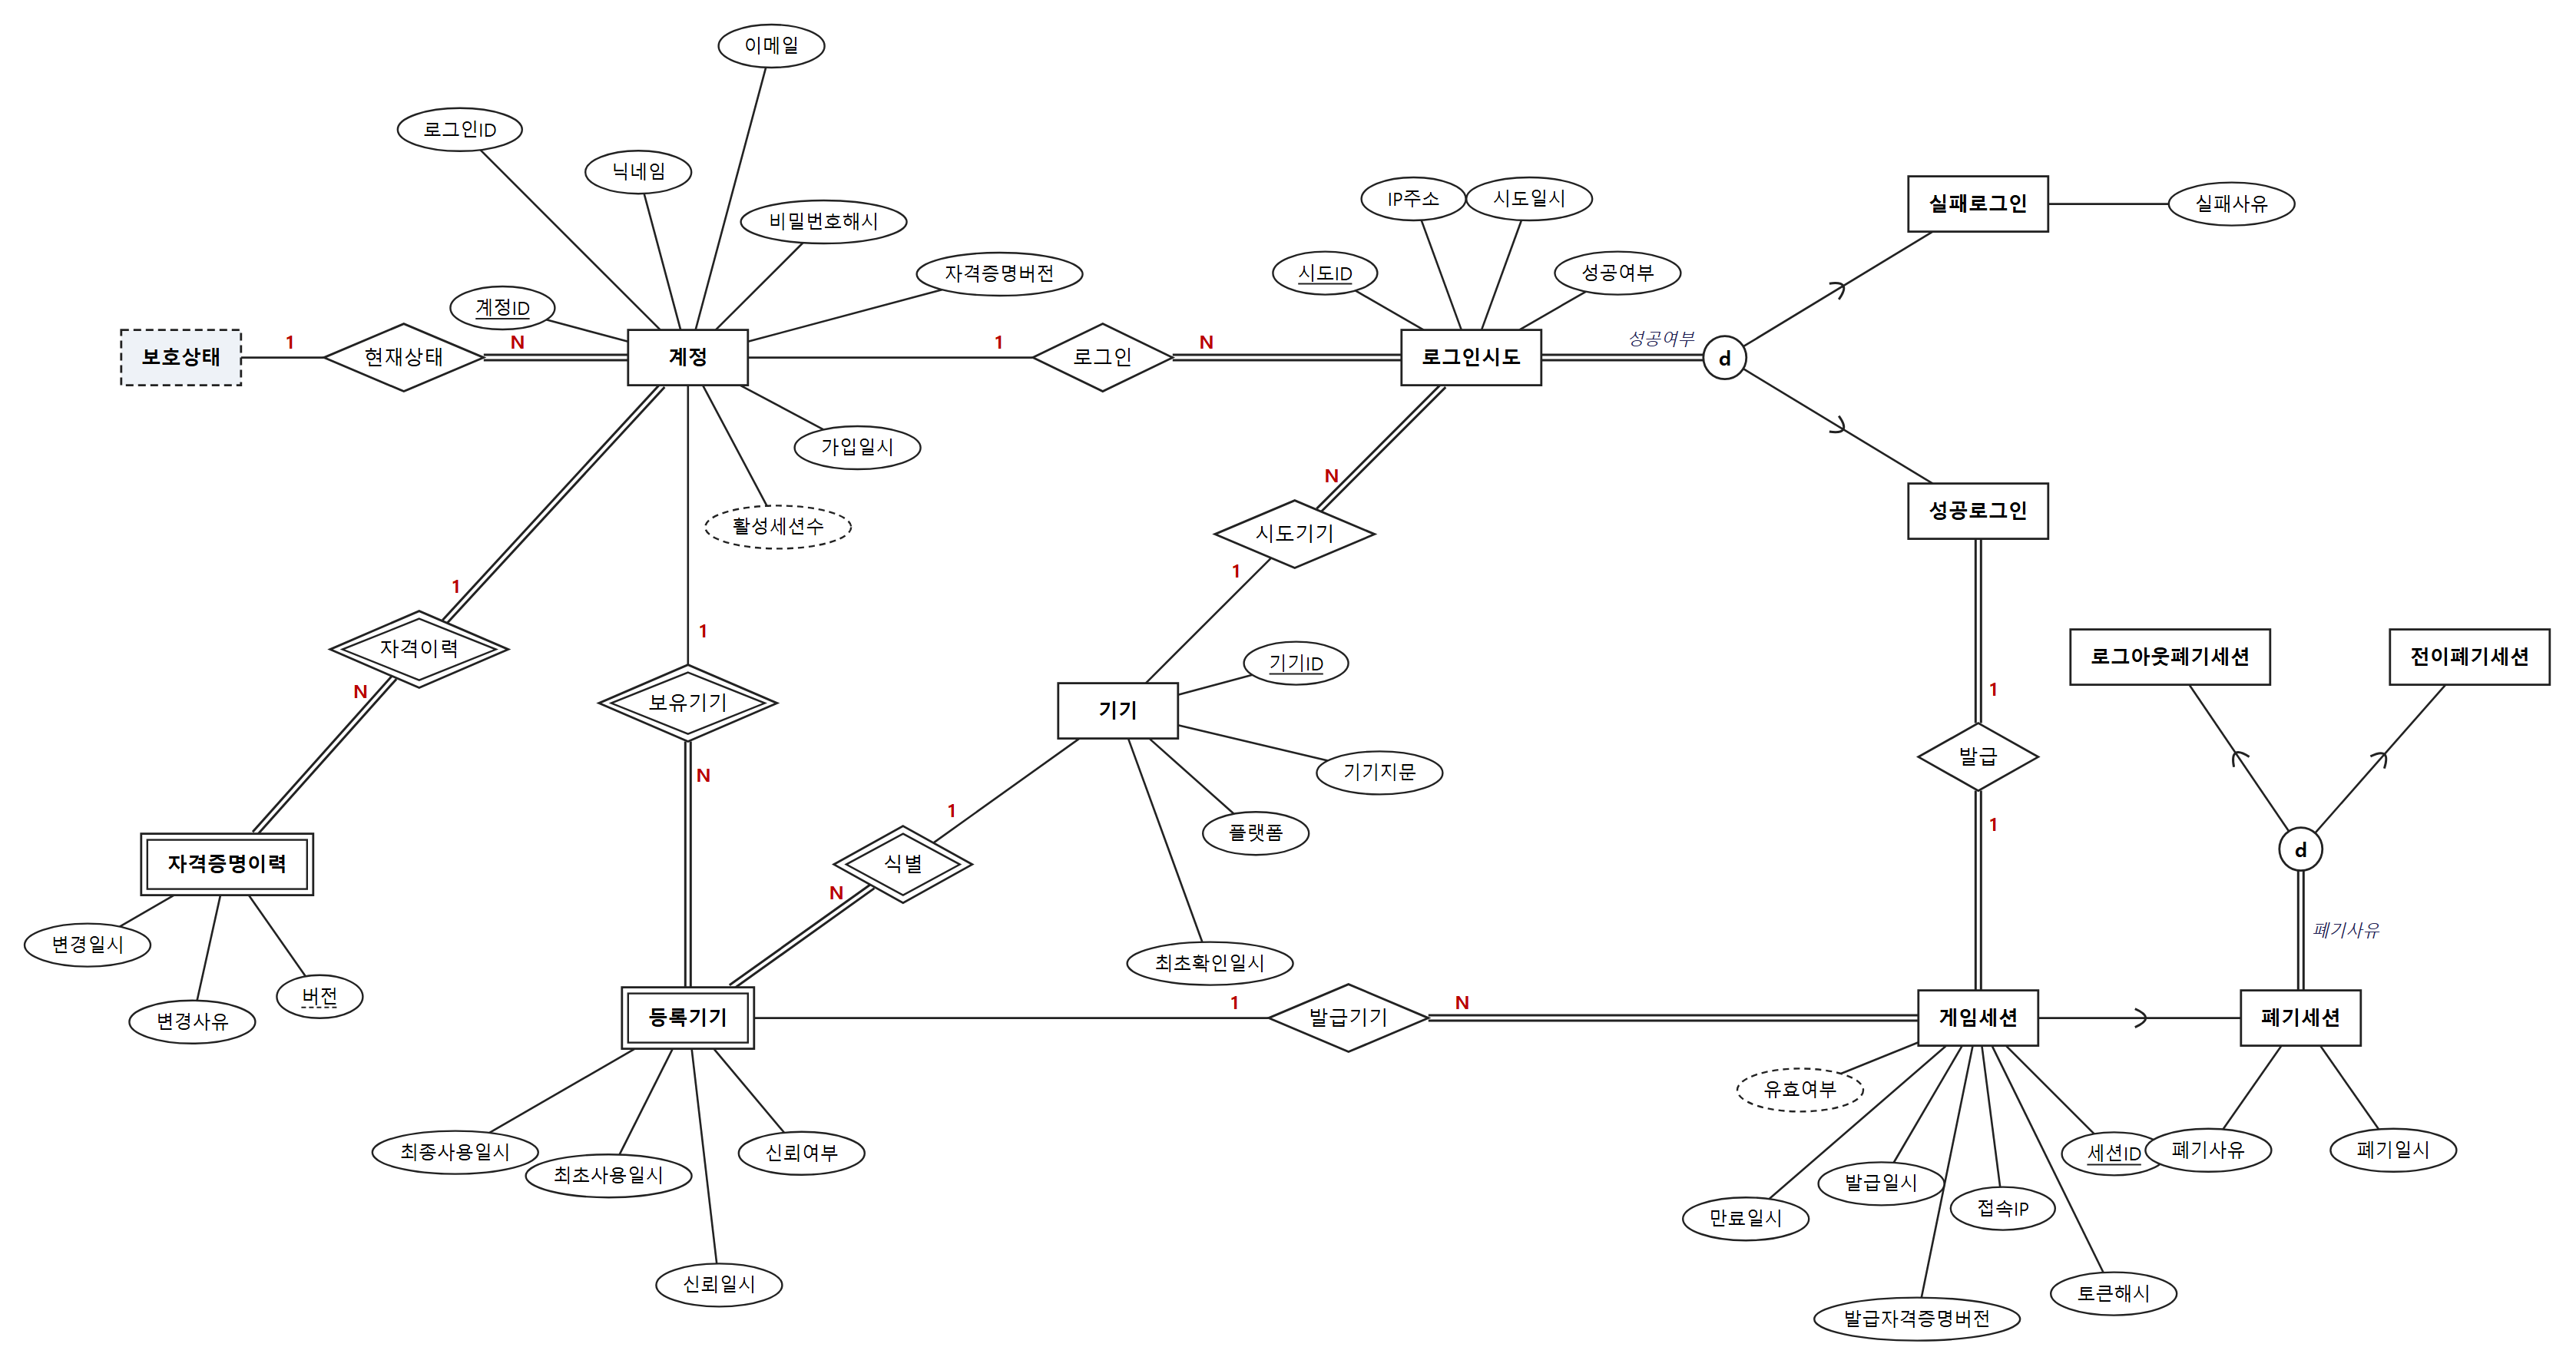 이메일
로그인ID
닉네임
비밀번호해시
자격증명버전
계정ID
보호상태
1
현재상태
N
계정
1
로그인
N
IP주소
시도일시
시도ID
성공여부
로그인시도
성공여부
d
실패로그인
실패사유
성공로그인
가입일시
활성세션수
N
시도기기
1
1
자격이력
N
1
보유기기
N
기기ID
기기
기기지문
플랫폼
최초확인일시
1
식별
N
1
발급
1
로그아웃폐기세션
전이폐기세션
d
폐기사유
자격증명이력
변경일시
변경사유
버전
등록기기
1
발급기기
N
게임세션
폐기세션
최종사용일시
최초사용일시
신뢰여부
신뢰일시
유효여부
만료일시
발급일시
접속IP
세션ID
폐기사유
폐기일시
발급자격증명버전
토큰해시